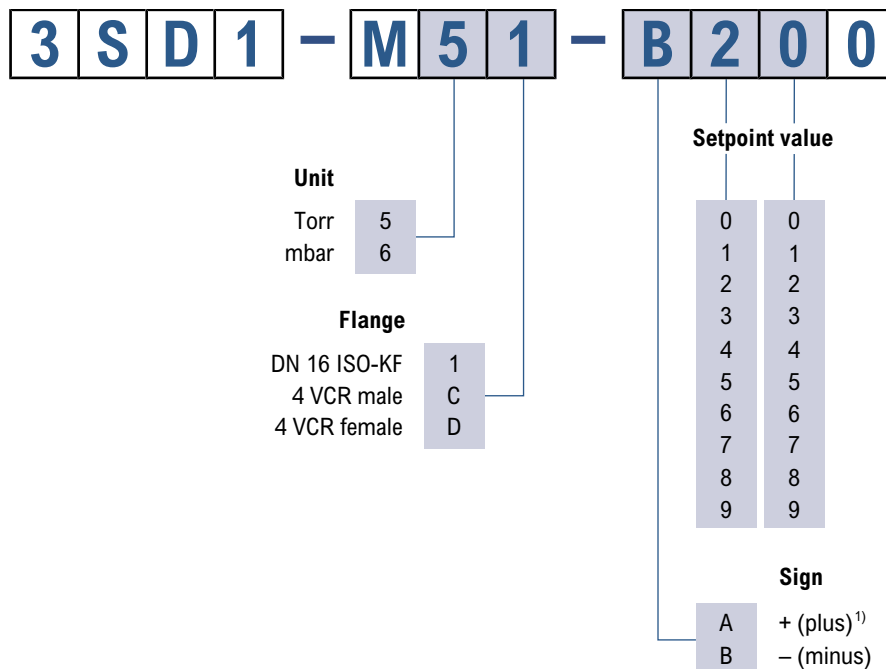 3SD1 – M51 – B200
Setpoint value
Unit
Torr 5
mbar 6
Flange
DN 16 ISO-KF 1
4 VCR male C
4 VCR female D
0 0
1 1
2 2
3 3
4 4
5 5
6 6
7 7
8 8
9 9
Sign
A + (plus)1)
B – (minus)